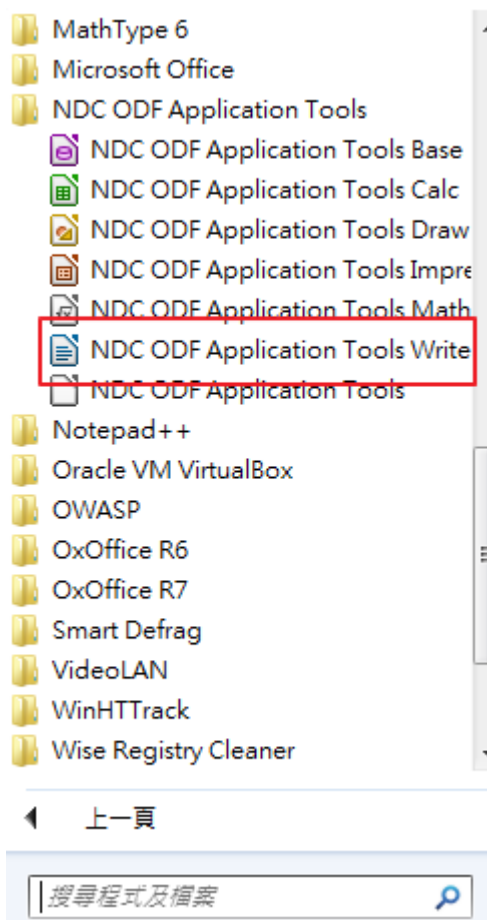 MathType 6
Microsoft Office
NDC ODF Application Tools
NDC ODF Application Tools Base
NDC ODF Application Tools Calc
NDC ODF Application Tools Draw
NDC ODF Application Tools Impre
NDC ODF Application Tools Math
NDC ODF Application Tools Write
NDC ODF Application Tools
Notepad++
Oracle VM VirtualBox
OWASP
OxOffice R6
OxOffice R7
Smart Defrag
VideoLAN
WinHTTrack
Wise Registry Cleaner
上一頁
搜尋程式及檔案